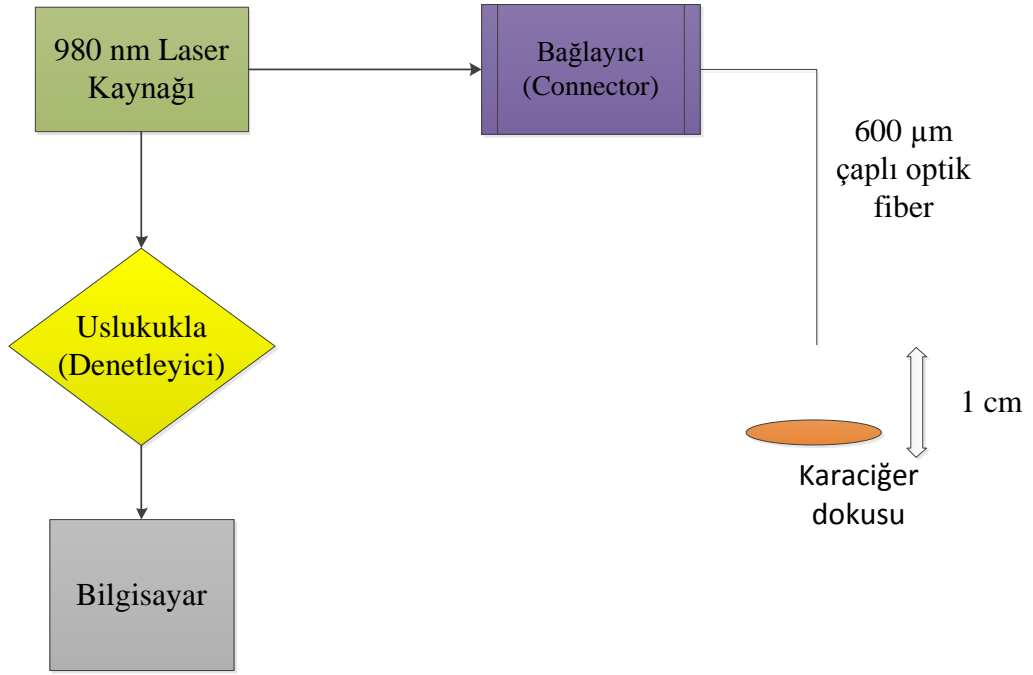 980 nm Laser
Kaynağı
Bağlayıcı
(Connector)
600 µm
çaplı optik
fiber
Uslukukla
(Denetleyici)
1 cm
Karaciğer
dokusu
Bilgisayar